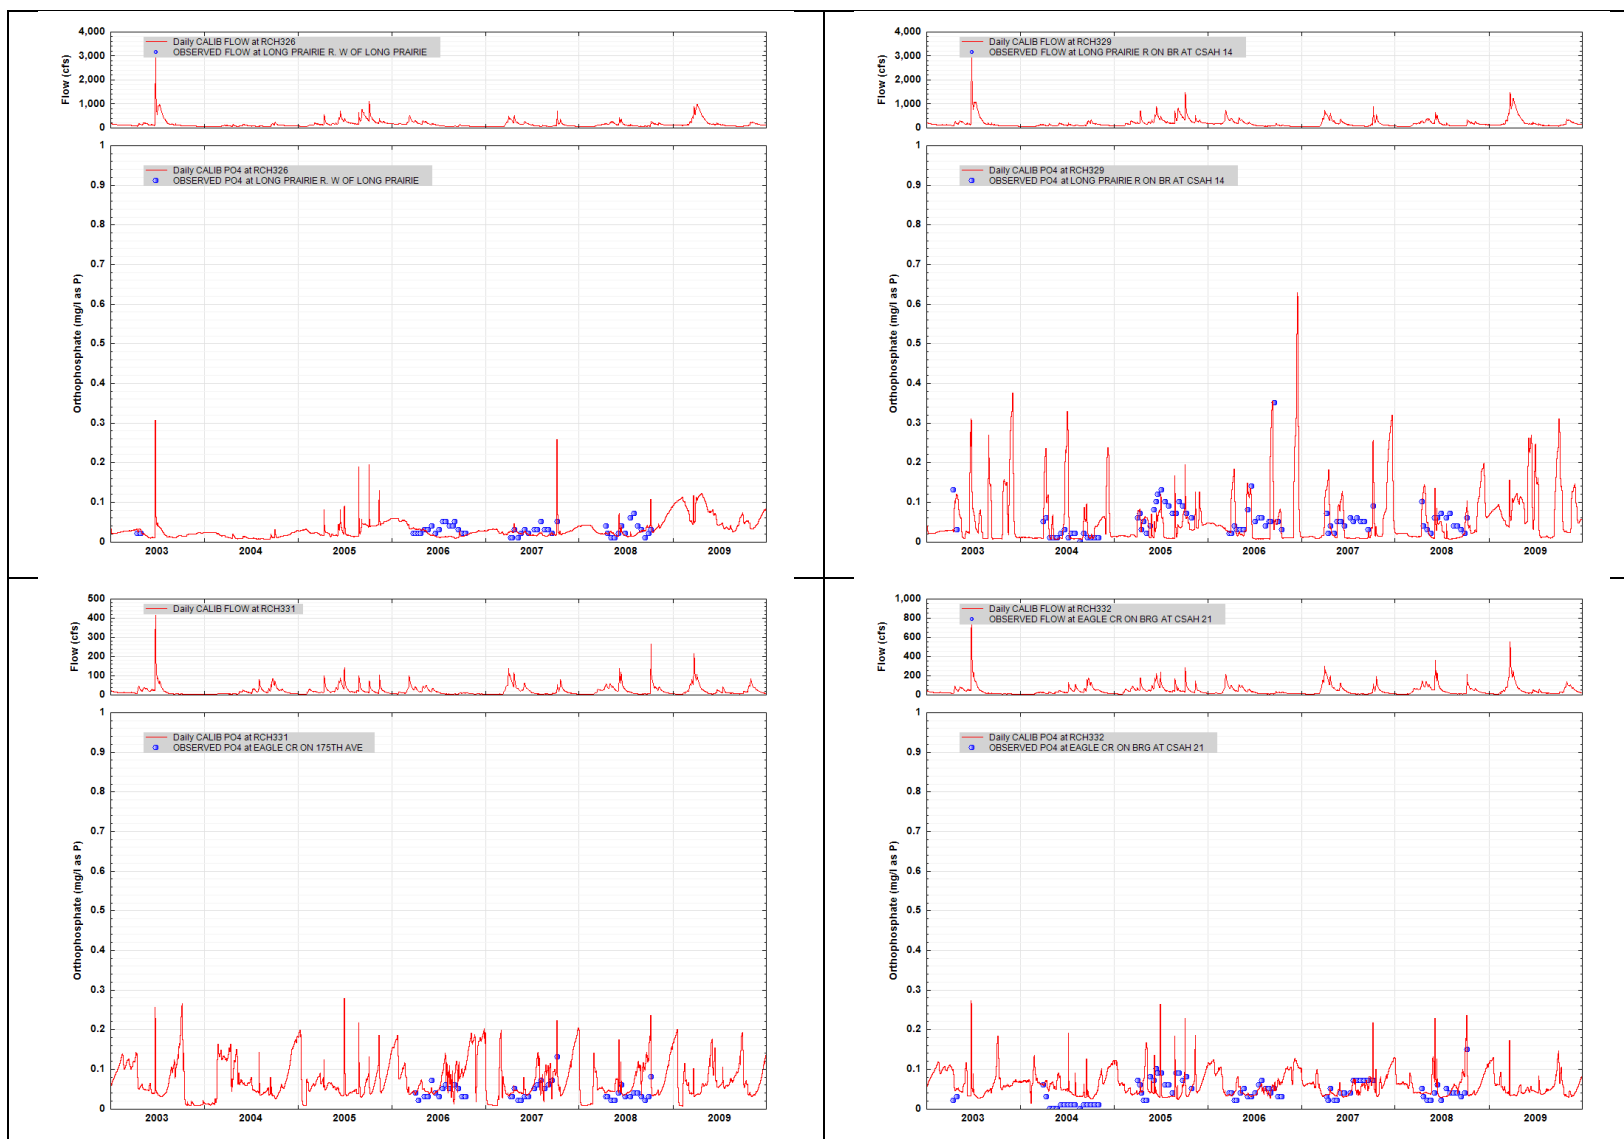 4,000
3,000
2,000
1,000
0
Flow (cfs)
Daily CALIB FLOW at RCH326
OBSERVED FLOW at LONG PRAIRIE R. W OF LONG PRAIRIE
1
0.9
0.8
0.7
0.6
0.5
0.4
0.3
0.2
0.1
0
Orthophosphate (mg/l as P)
Daily CALIB PO4 at RCH326
OBSERVED PO4 at LONG PRAIRIE R. W OF LONG PRAIRIE
2003 2004 2005 2006 2007 2008 2009
4,000
3,000
2,000
1,000
0
Flow (cfs)
Daily CALIB FLOW at RCH329
OBSERVED FLOW at LONG PRAIRIE R ON BR AT CSAH 14
1
0.9
0.8
0.7
0.6
0.5
0.4
0.3
0.2
0.1
0
Orthophosphate (mg/l as P)
Daily CALIB PO4 at RCH329
OBSERVED PO4 at LONG PRAIRIE R ON BR AT CSAH 14
2003 2004 2005 2006 2007 2008 2009
500
400
300
200
100
0
Flow (cfs)
Daily CALIB FLOW at RCH331
1
0.9
0.8
0.7
0.6
0.5
0.4
0.3
0.2
0.1
0
Orthophosphate (mg/l as P)
Daily CALIB PO4 at RCH331
OBSERVED PO4 at EAGLE CR ON 175TH AVE
2003 2004 2005 2006 2007 2008 2009
1,000
800
600
400
200
0
Flow (cfs)
Daily CALIB FLOW at RCH332
OBSERVED FLOW at EAGLE CR ON BRG AT CSAH 21
1
0.9
0.8
0.7
0.6
0.5
0.4
0.3
0.2
0.1
0
Orthophosphate (mg/l as P)
Daily CALIB PO4 at RCH332
OBSERVED PO4 at EAGLE CR ON BRG AT CSAH 21
2003 2004 2005 2006 2007 2008 2009